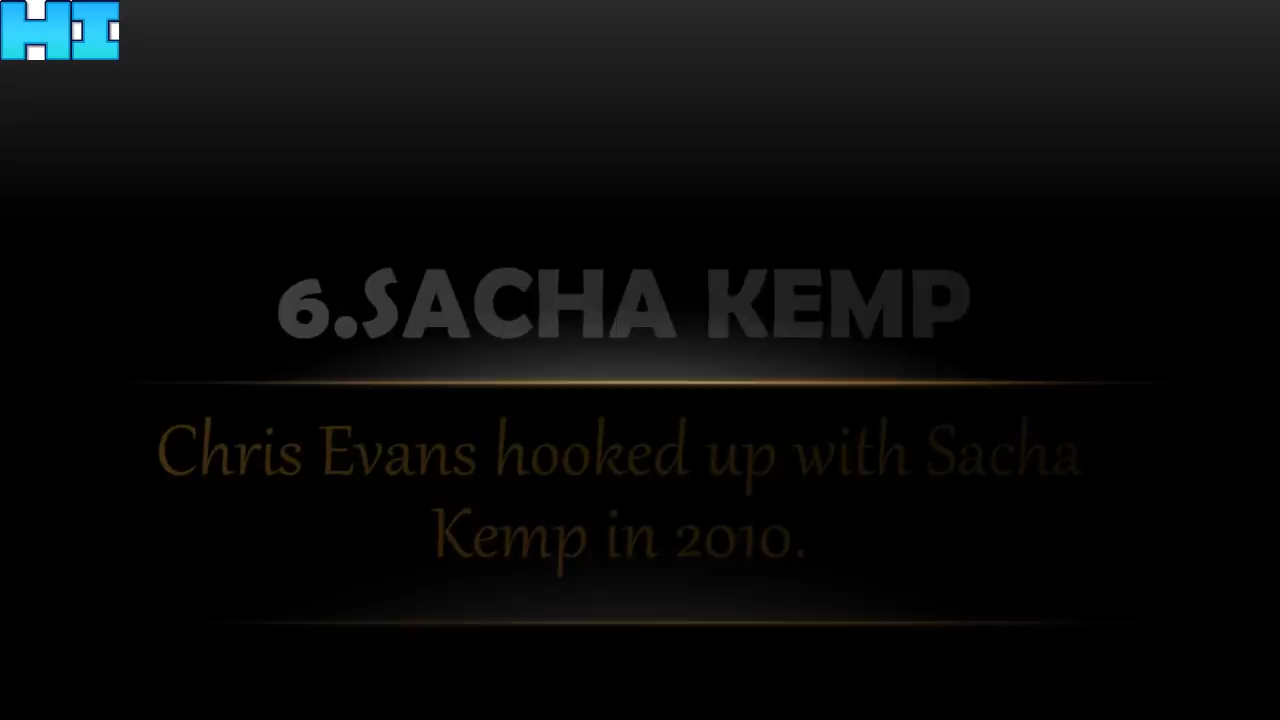 HI
6.SACHA KEMP
Chris Evans hooked up with Sacha
Kemp in 2010.